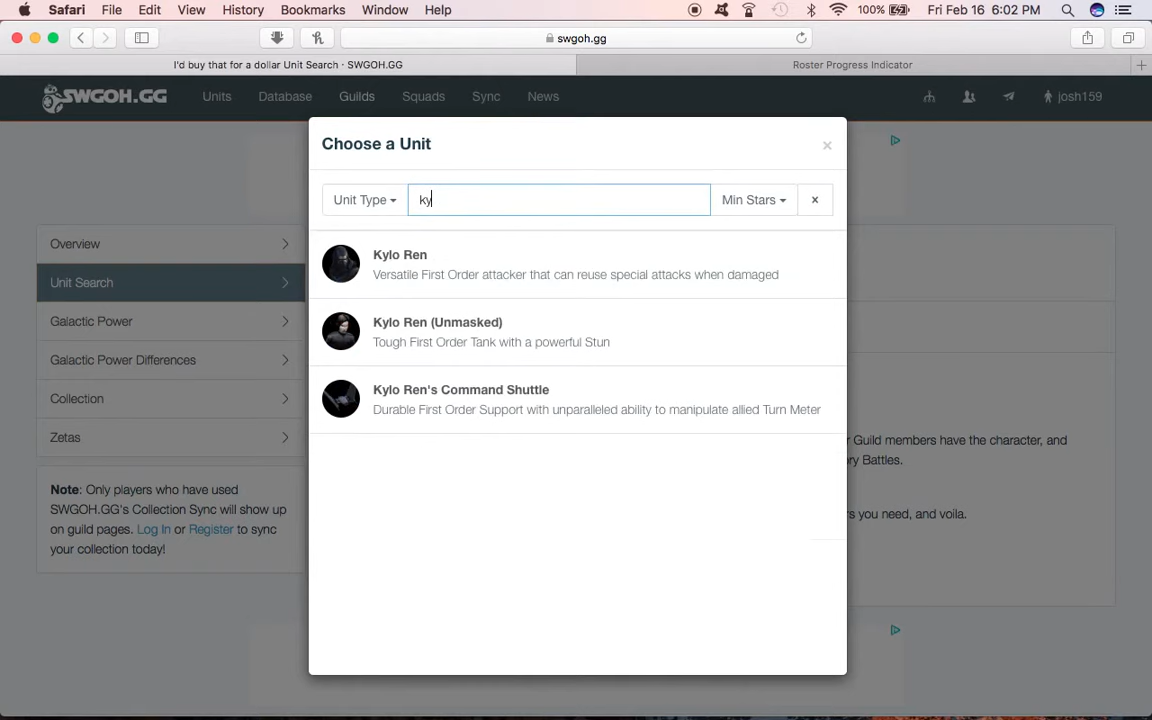 Safari File Edit View History Bookmarks Window Help 100% Fri Feb 16 6:02 PM
swgoh.gg
I'd buy that for a dollar Unit Search · SWGOH.GG Roster Progress Indicator
SWGOH.GG Units Database Guilds Squads Sync News josh159
Choose a Unit ×
Unit Type ky Min Stars ×
Kylo Ren
Versatile First Order attacker that can reuse special attacks when damaged
Kylo Ren (Unmasked)
Tough First Order Tank with a powerful Stun
Kylo Ren's Command Shuttle
Durable First Order Support with unparalleled ability to manipulate allied Turn Meter
Overview
Unit Search
Galactic Power
Galactic Power Differences
Collection
Zetas
Note: Only players who have used
SWGOH.GG's Collection Sync will show up
on guild pages. Log In or Register to sync
your collection today!
r Guild members have the character, and
ory Battles.
rs you need, and voila.